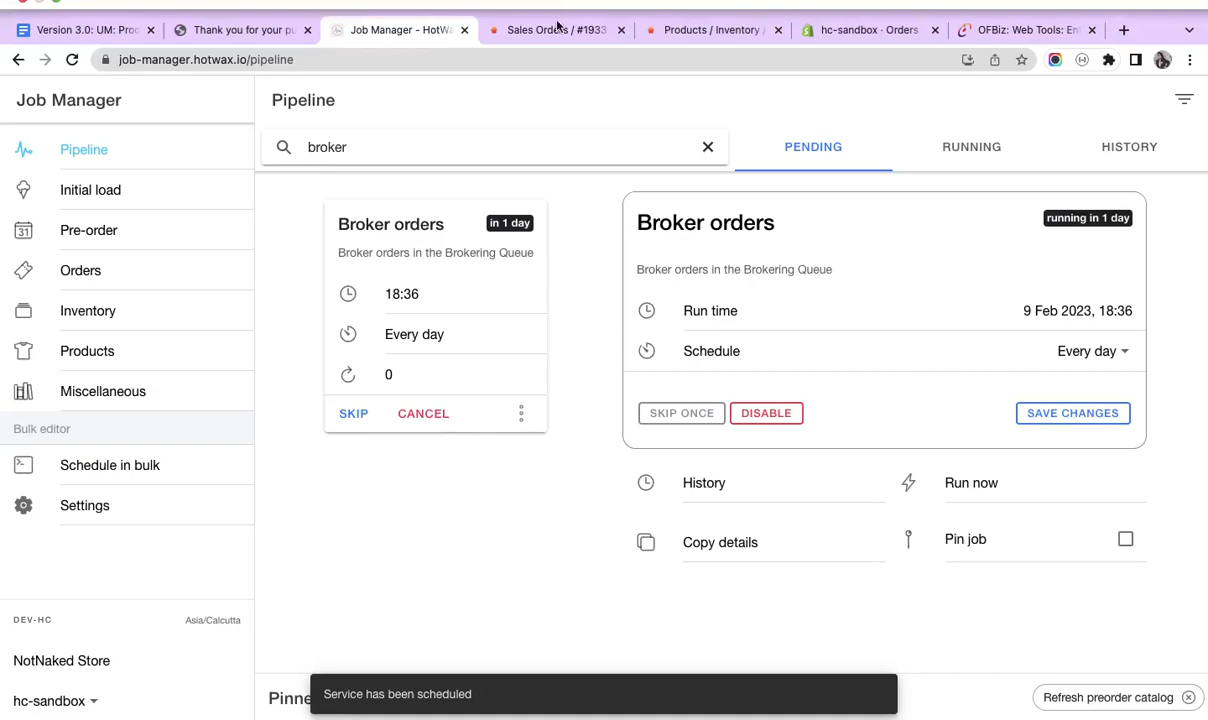 Version 3.0: UM: Proc
Thank you for your pu
Job Manager - HotWa
Sales Orders / #1933
Products / Inventory /
hc-sandbox · Orders
OFBiz: Web Tools: Ent
job-manager.hotwax.io/pipeline
Job Manager
Pipeline
Initial load
31
Pre-order
Orders
Inventory
Products
Miscellaneous
Bulk editor
Schedule in bulk
Settings
DEV-HC
Asia/Calcutta
NotNaked Store
hc-sandbox
Pipeline
broker
PENDING
RUNNING
HISTORY
Broker orders
in 1 day
Broker orders in the Brokering Queue
18:36
Every day
0
SKIP
CANCEL
Broker orders
running in 1 day
Broker orders in the Brokering Queue
Run time
9 Feb 2023, 18:36
Schedule
Every day
SKIP ONCE
DISABLE
SAVE CHANGES
History
Run now
Copy details
Pin job
Pinne
Service has been scheduled
Refresh preorder catalog